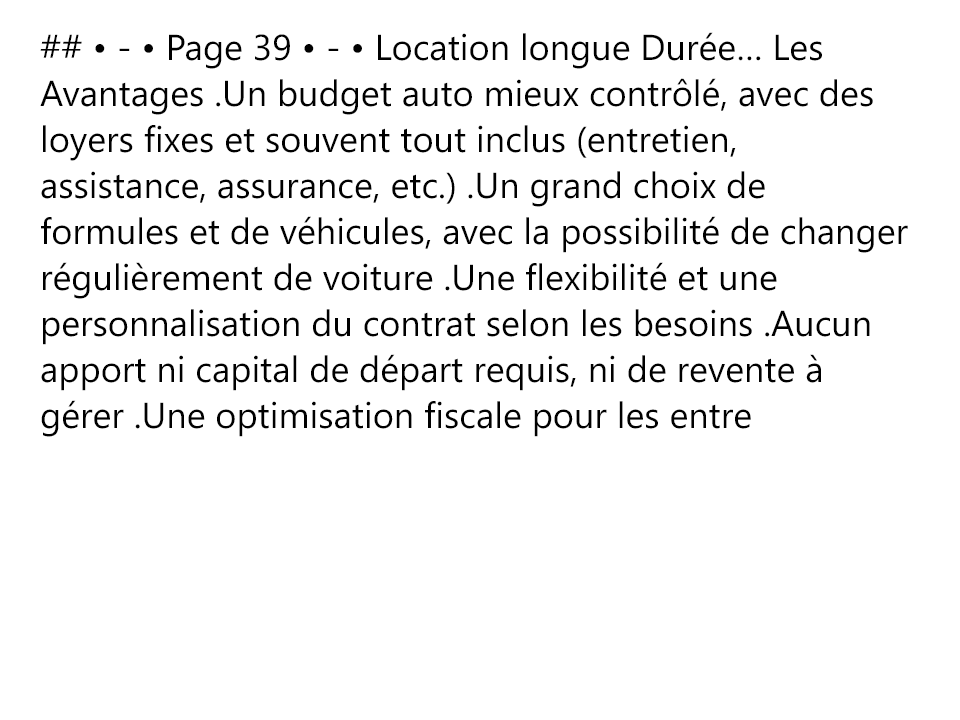 ## • - • Page 39 • - • Location longue Durée... Les
Avantages .Un budget auto mieux contrôlé, avec des
loyers fixes et souvent tout inclus (entretien,
assistance, assurance, etc.) .Un grand choix de
formules et de véhicules, avec la possibilité de changer
régulièrement de voiture .Une flexibilité et une
personnalisation du contrat selon les besoins .Aucun
apport ni capital de départ requis, ni de revente à
gérer .Une optimisation fiscale pour les entre